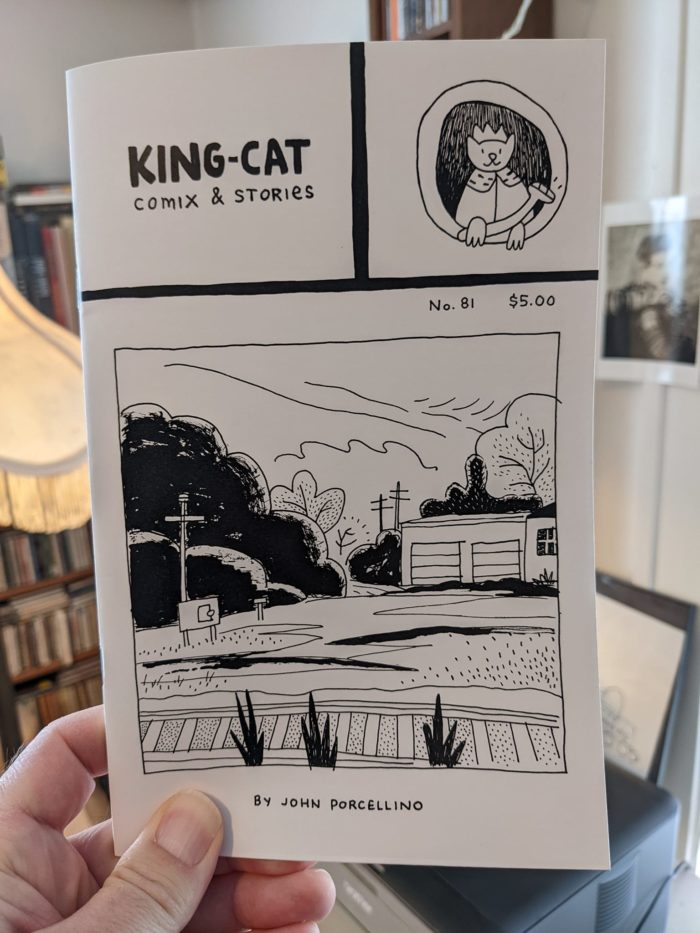 KING-CAT
COMIX & STORIES
No. 81 $5.00
BY JOHN PORCELLINO